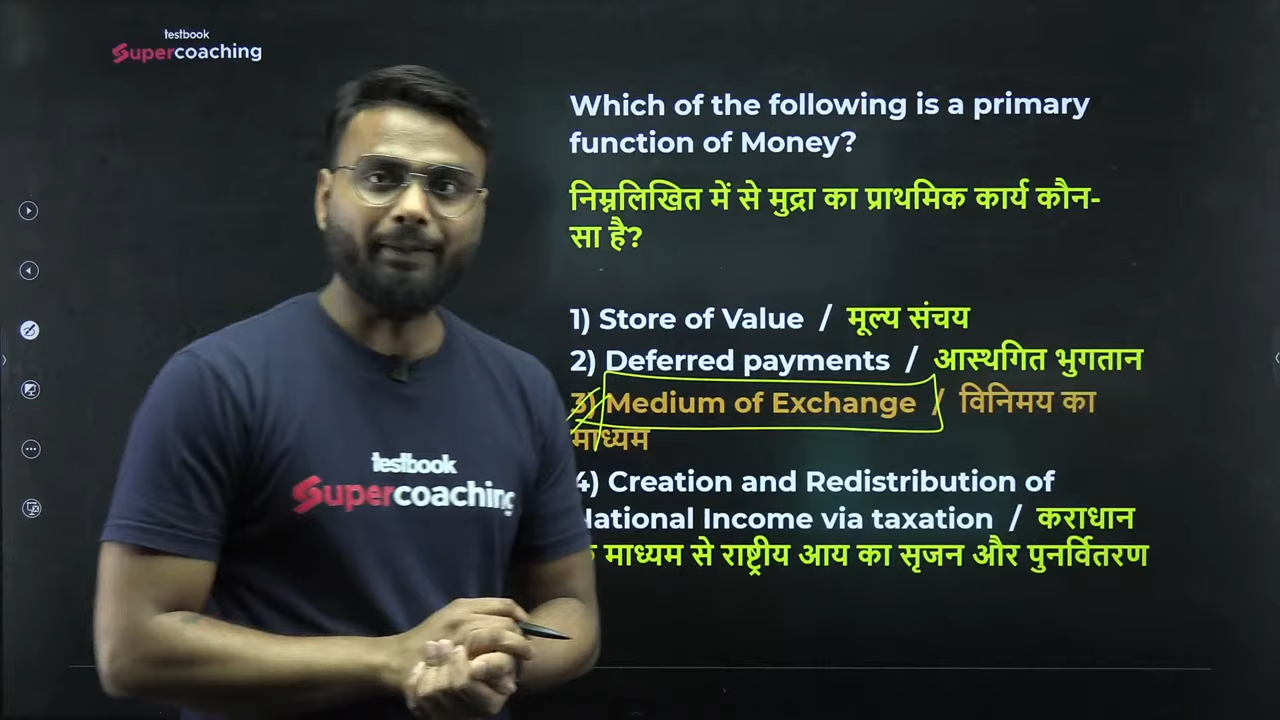 testbook
Supercoaching
Which of the following is a primary
function of Money?
निम्नलिखित में से मुद्रा का प्राथमिक कार्य कौन-
सा है?
1) Store of Value / मूल्य संचय
2) Deferred payments / आस्थगित भुगतान
3) Medium of Exchange / विनिमय का
माध्यम
4) Creation and Redistribution of
National Income via taxation / कराधान
के माध्यम से राष्ट्रीय आय का सृजन और पुनर्वितरण
testbook
Supercoaching